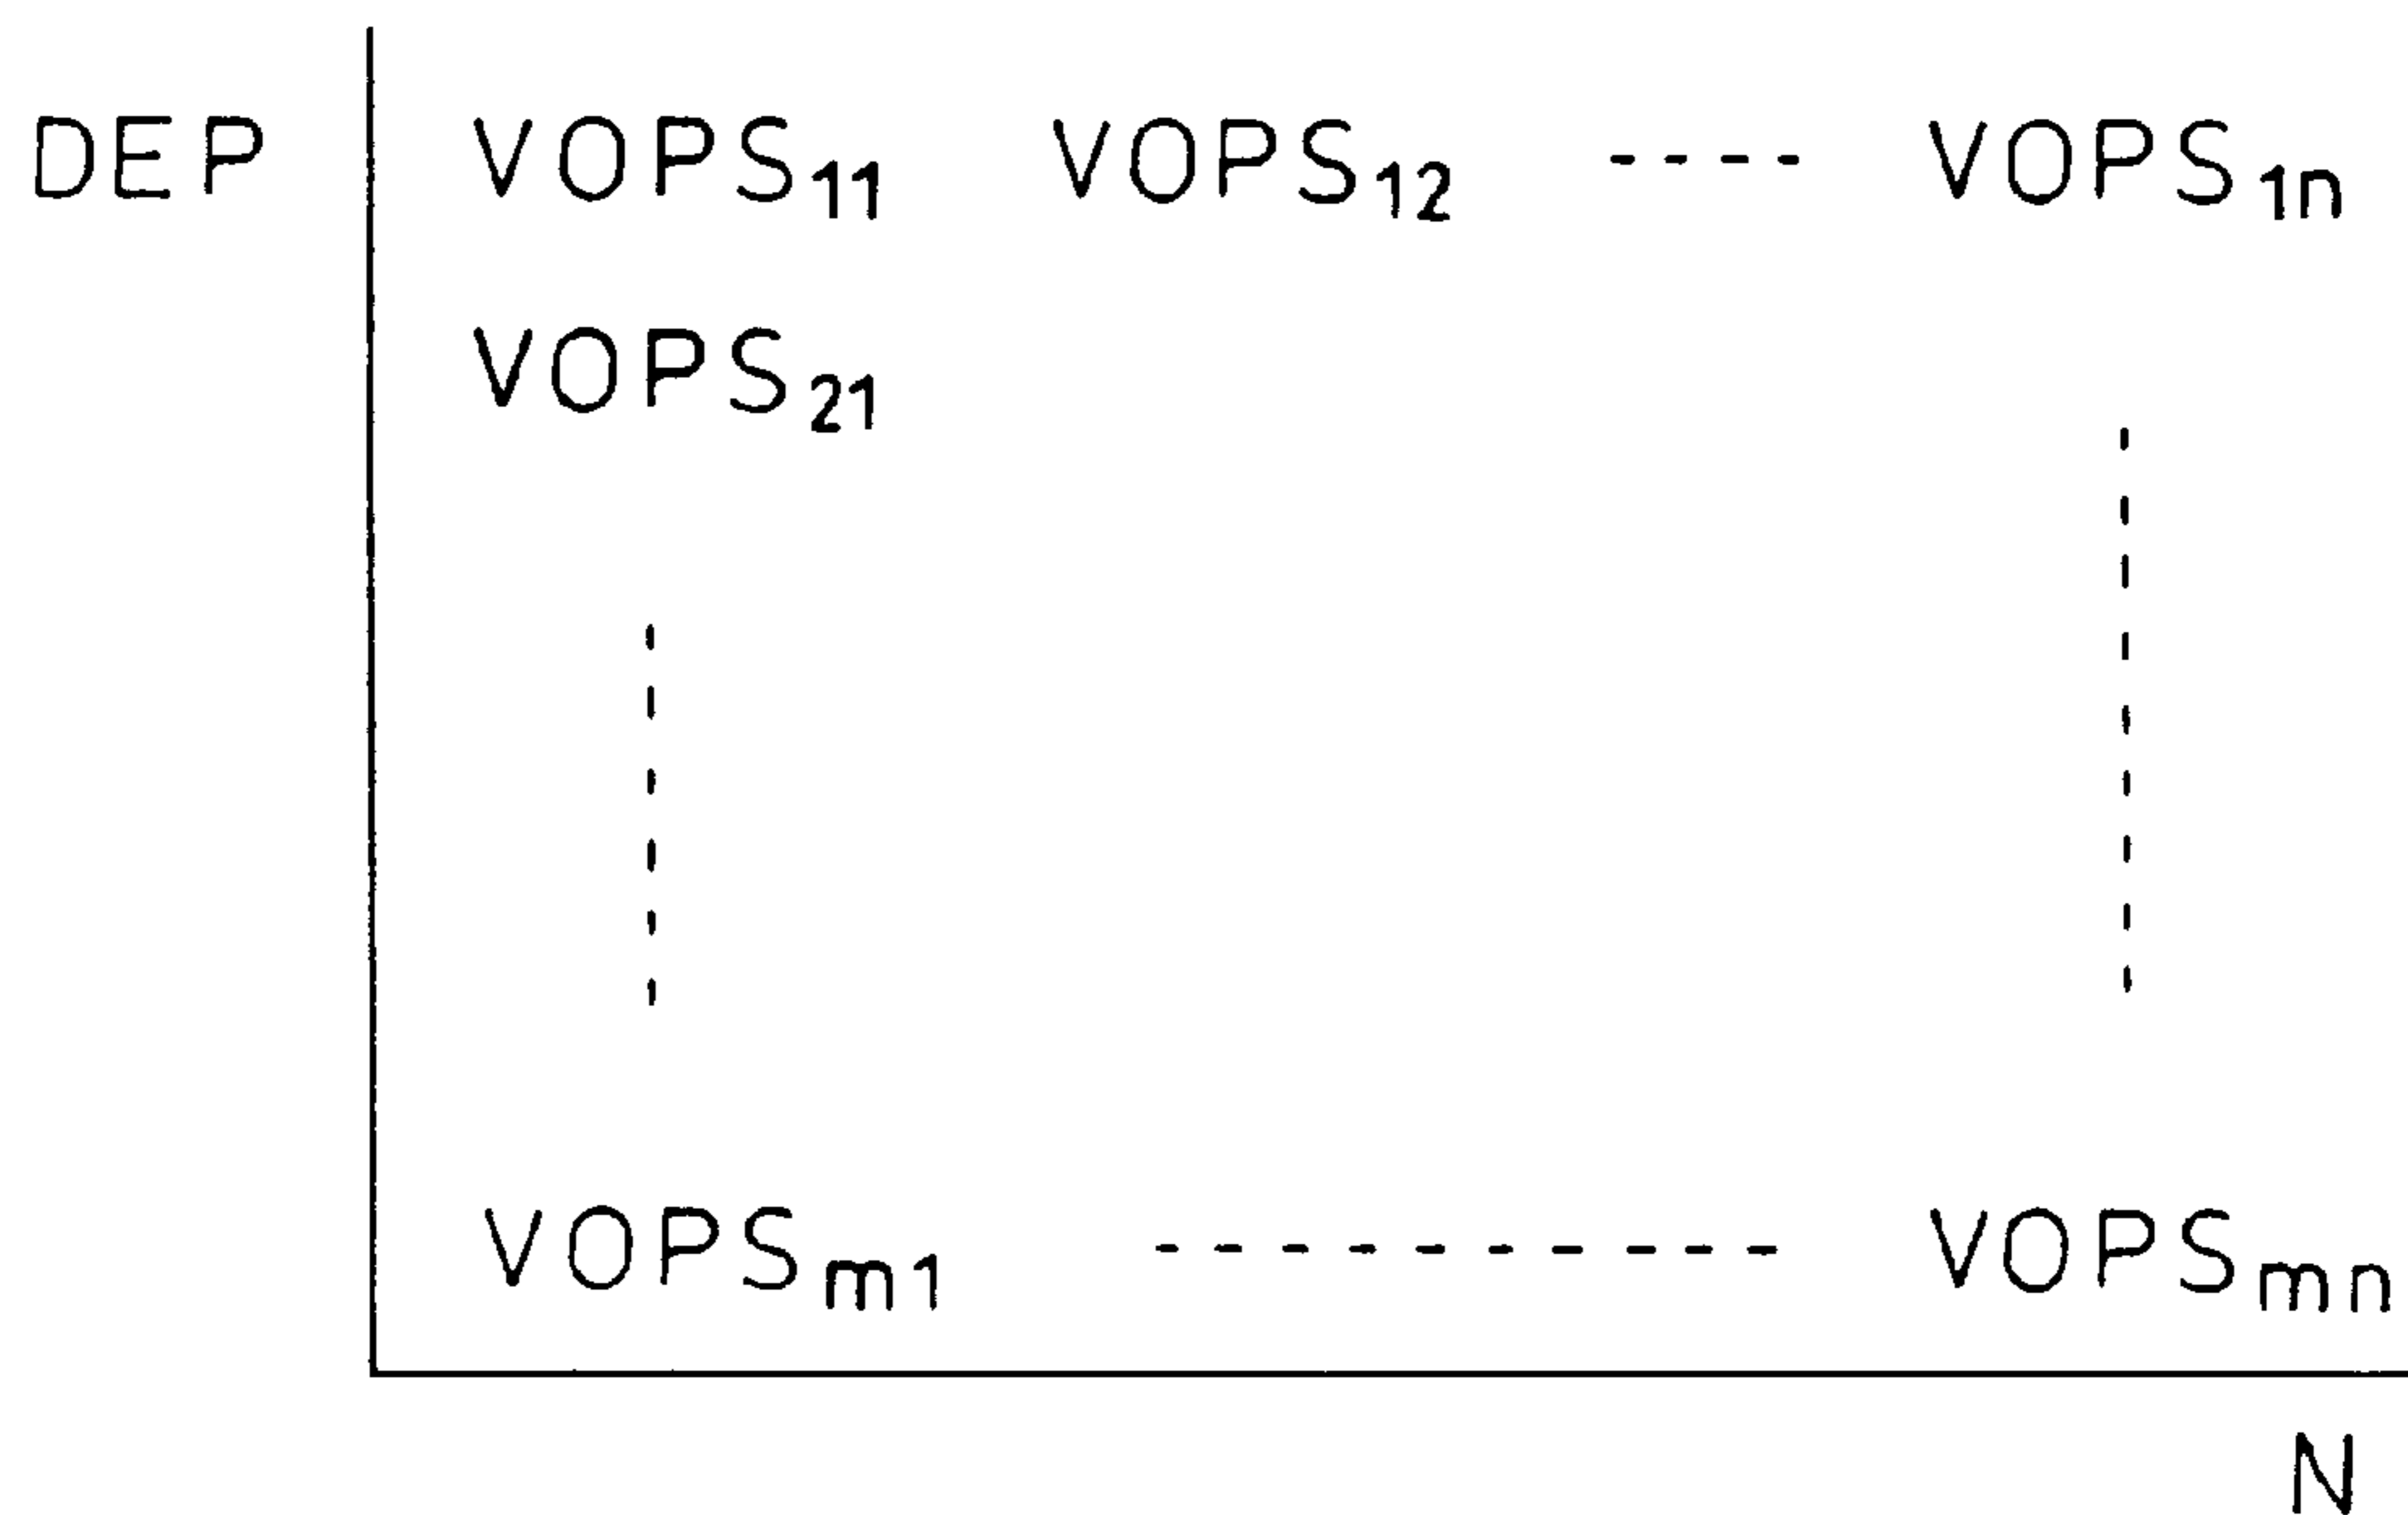 DEP VOPS₁₁ VOPS₁₂ ---- VOPS₁ₙ
VOPS₂₁
VOPSₘ₁ ---------- VOPSₘₙ
N